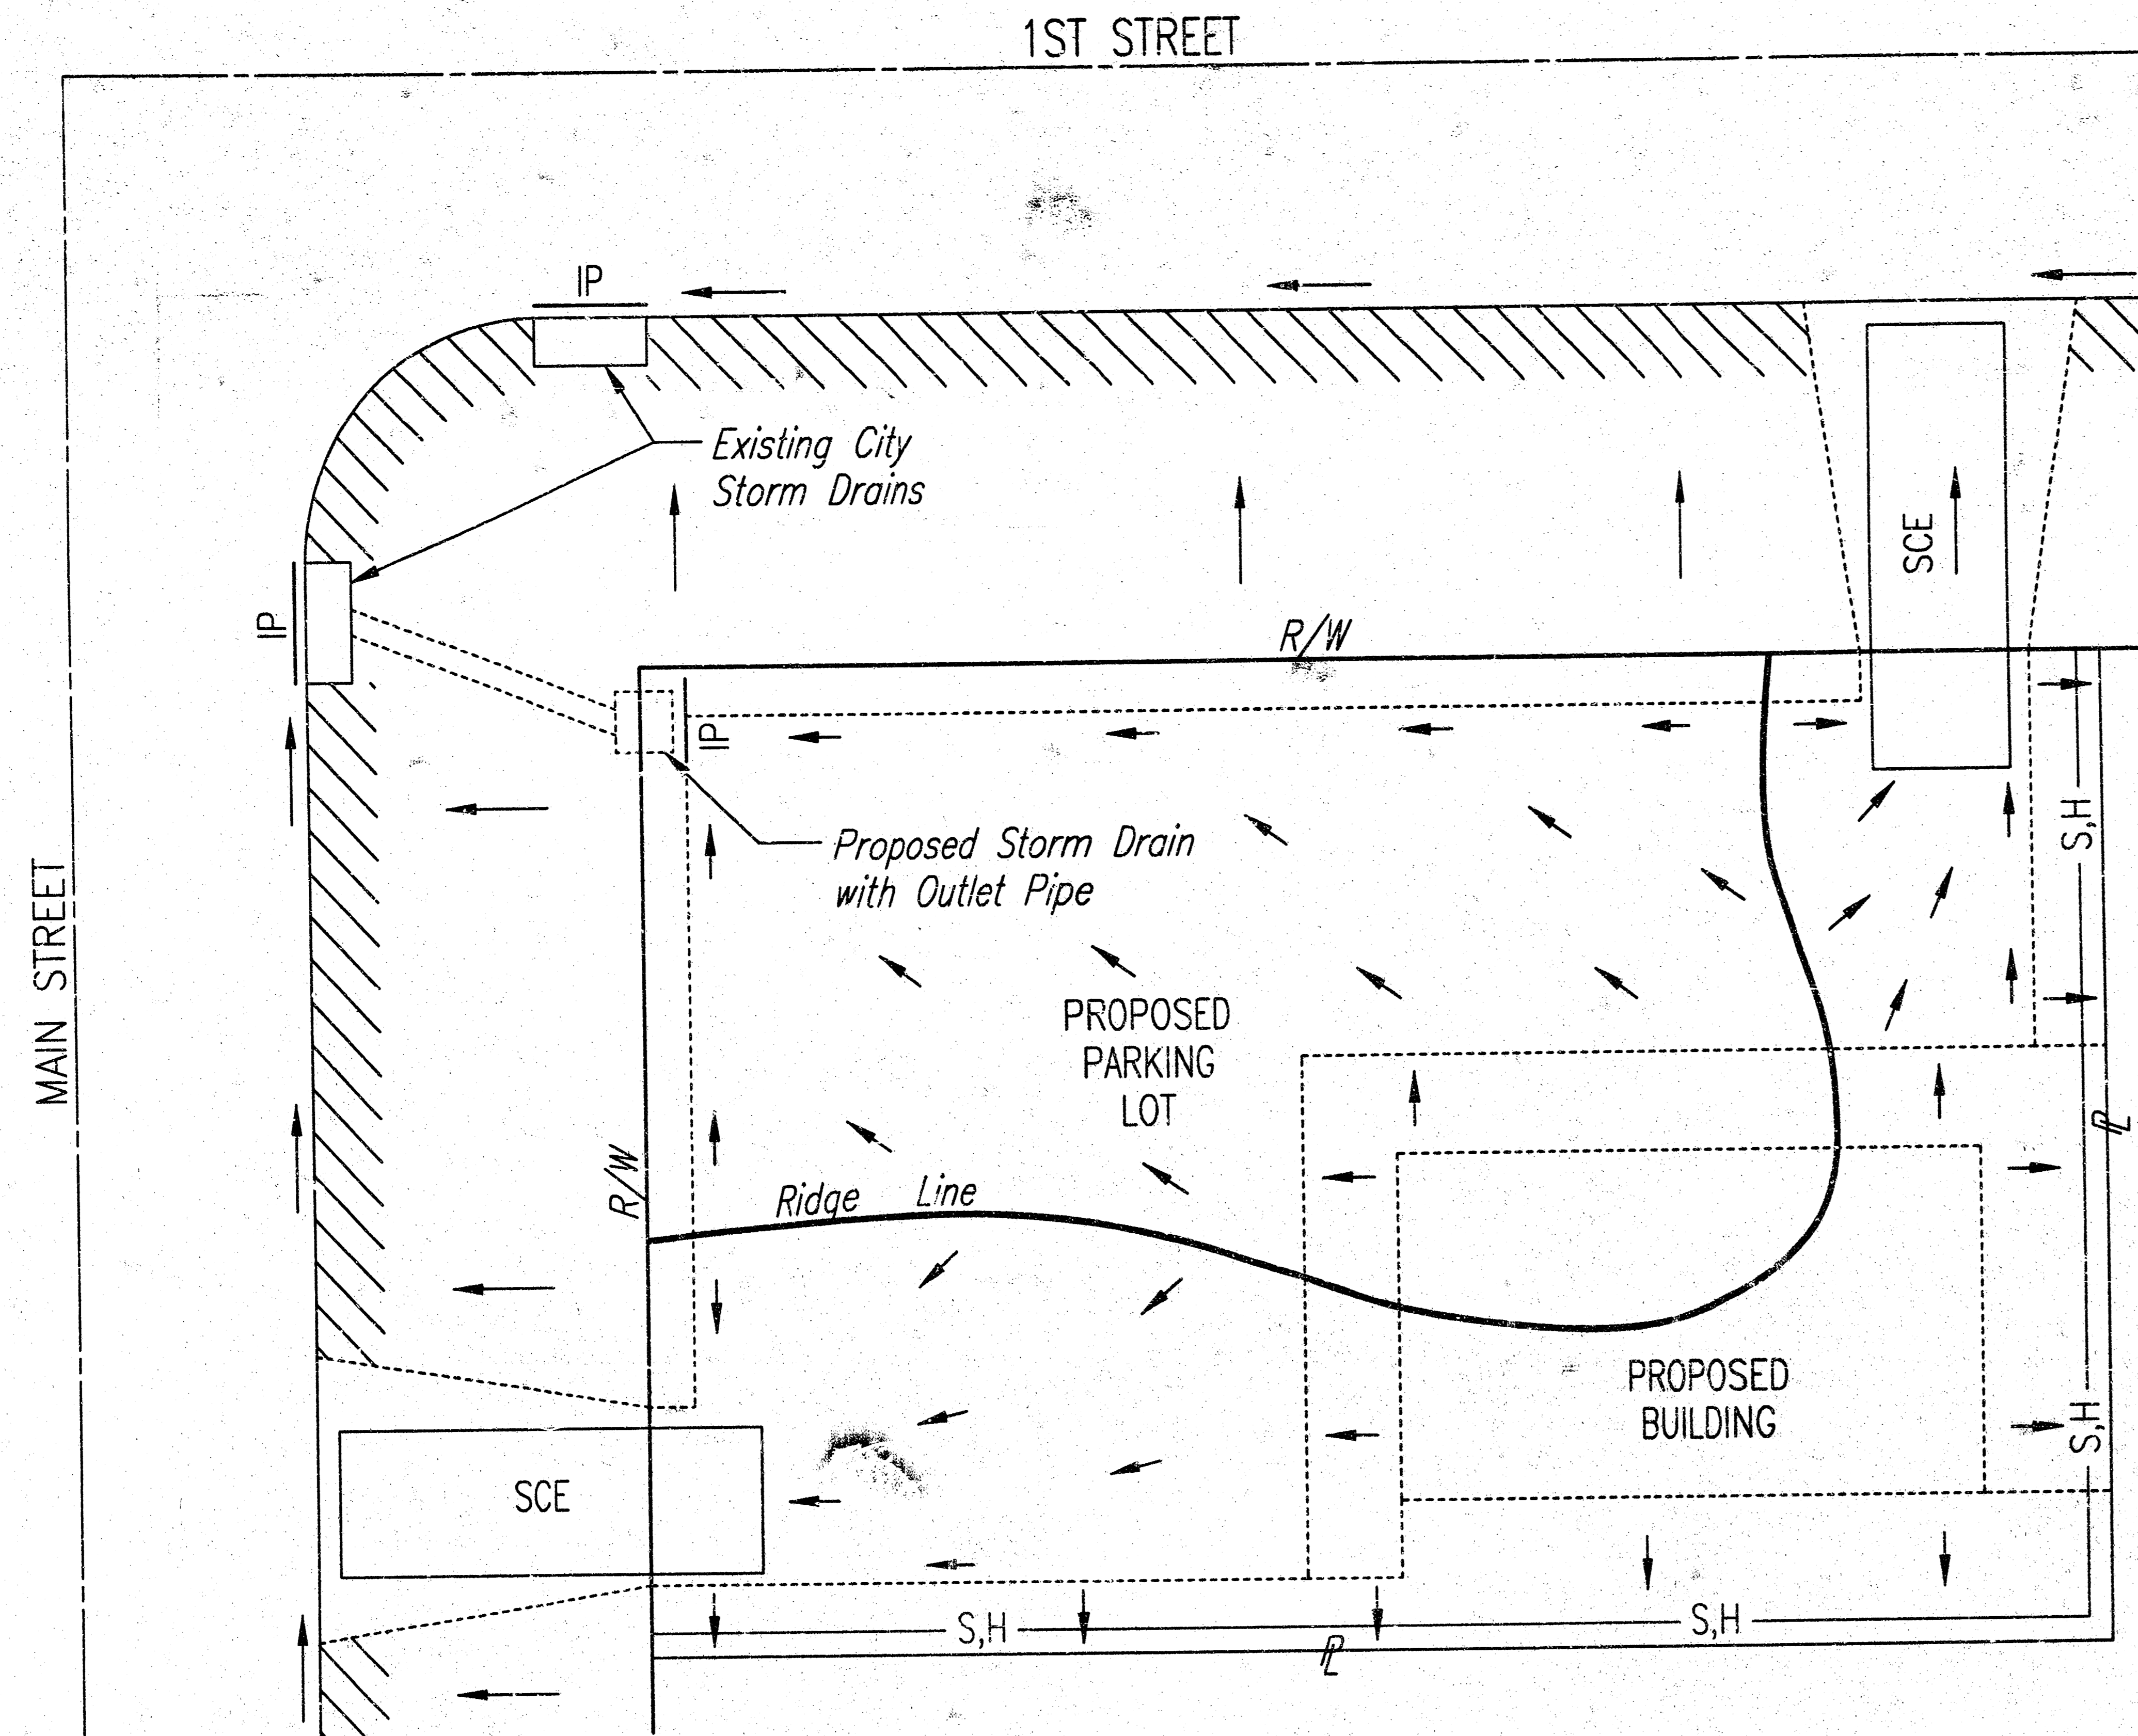 1ST STREET
IP
Existing City
Storm Drains
SCE
IP
R/W
IP
Proposed Storm Drain
with Outlet Pipe
S,H
MAIN STREET
PROPOSED
PARKING
LOT
R/W
Ridge Line
PL
PROPOSED
BUILDING
S,H
SCE
S,H
S,H
PL